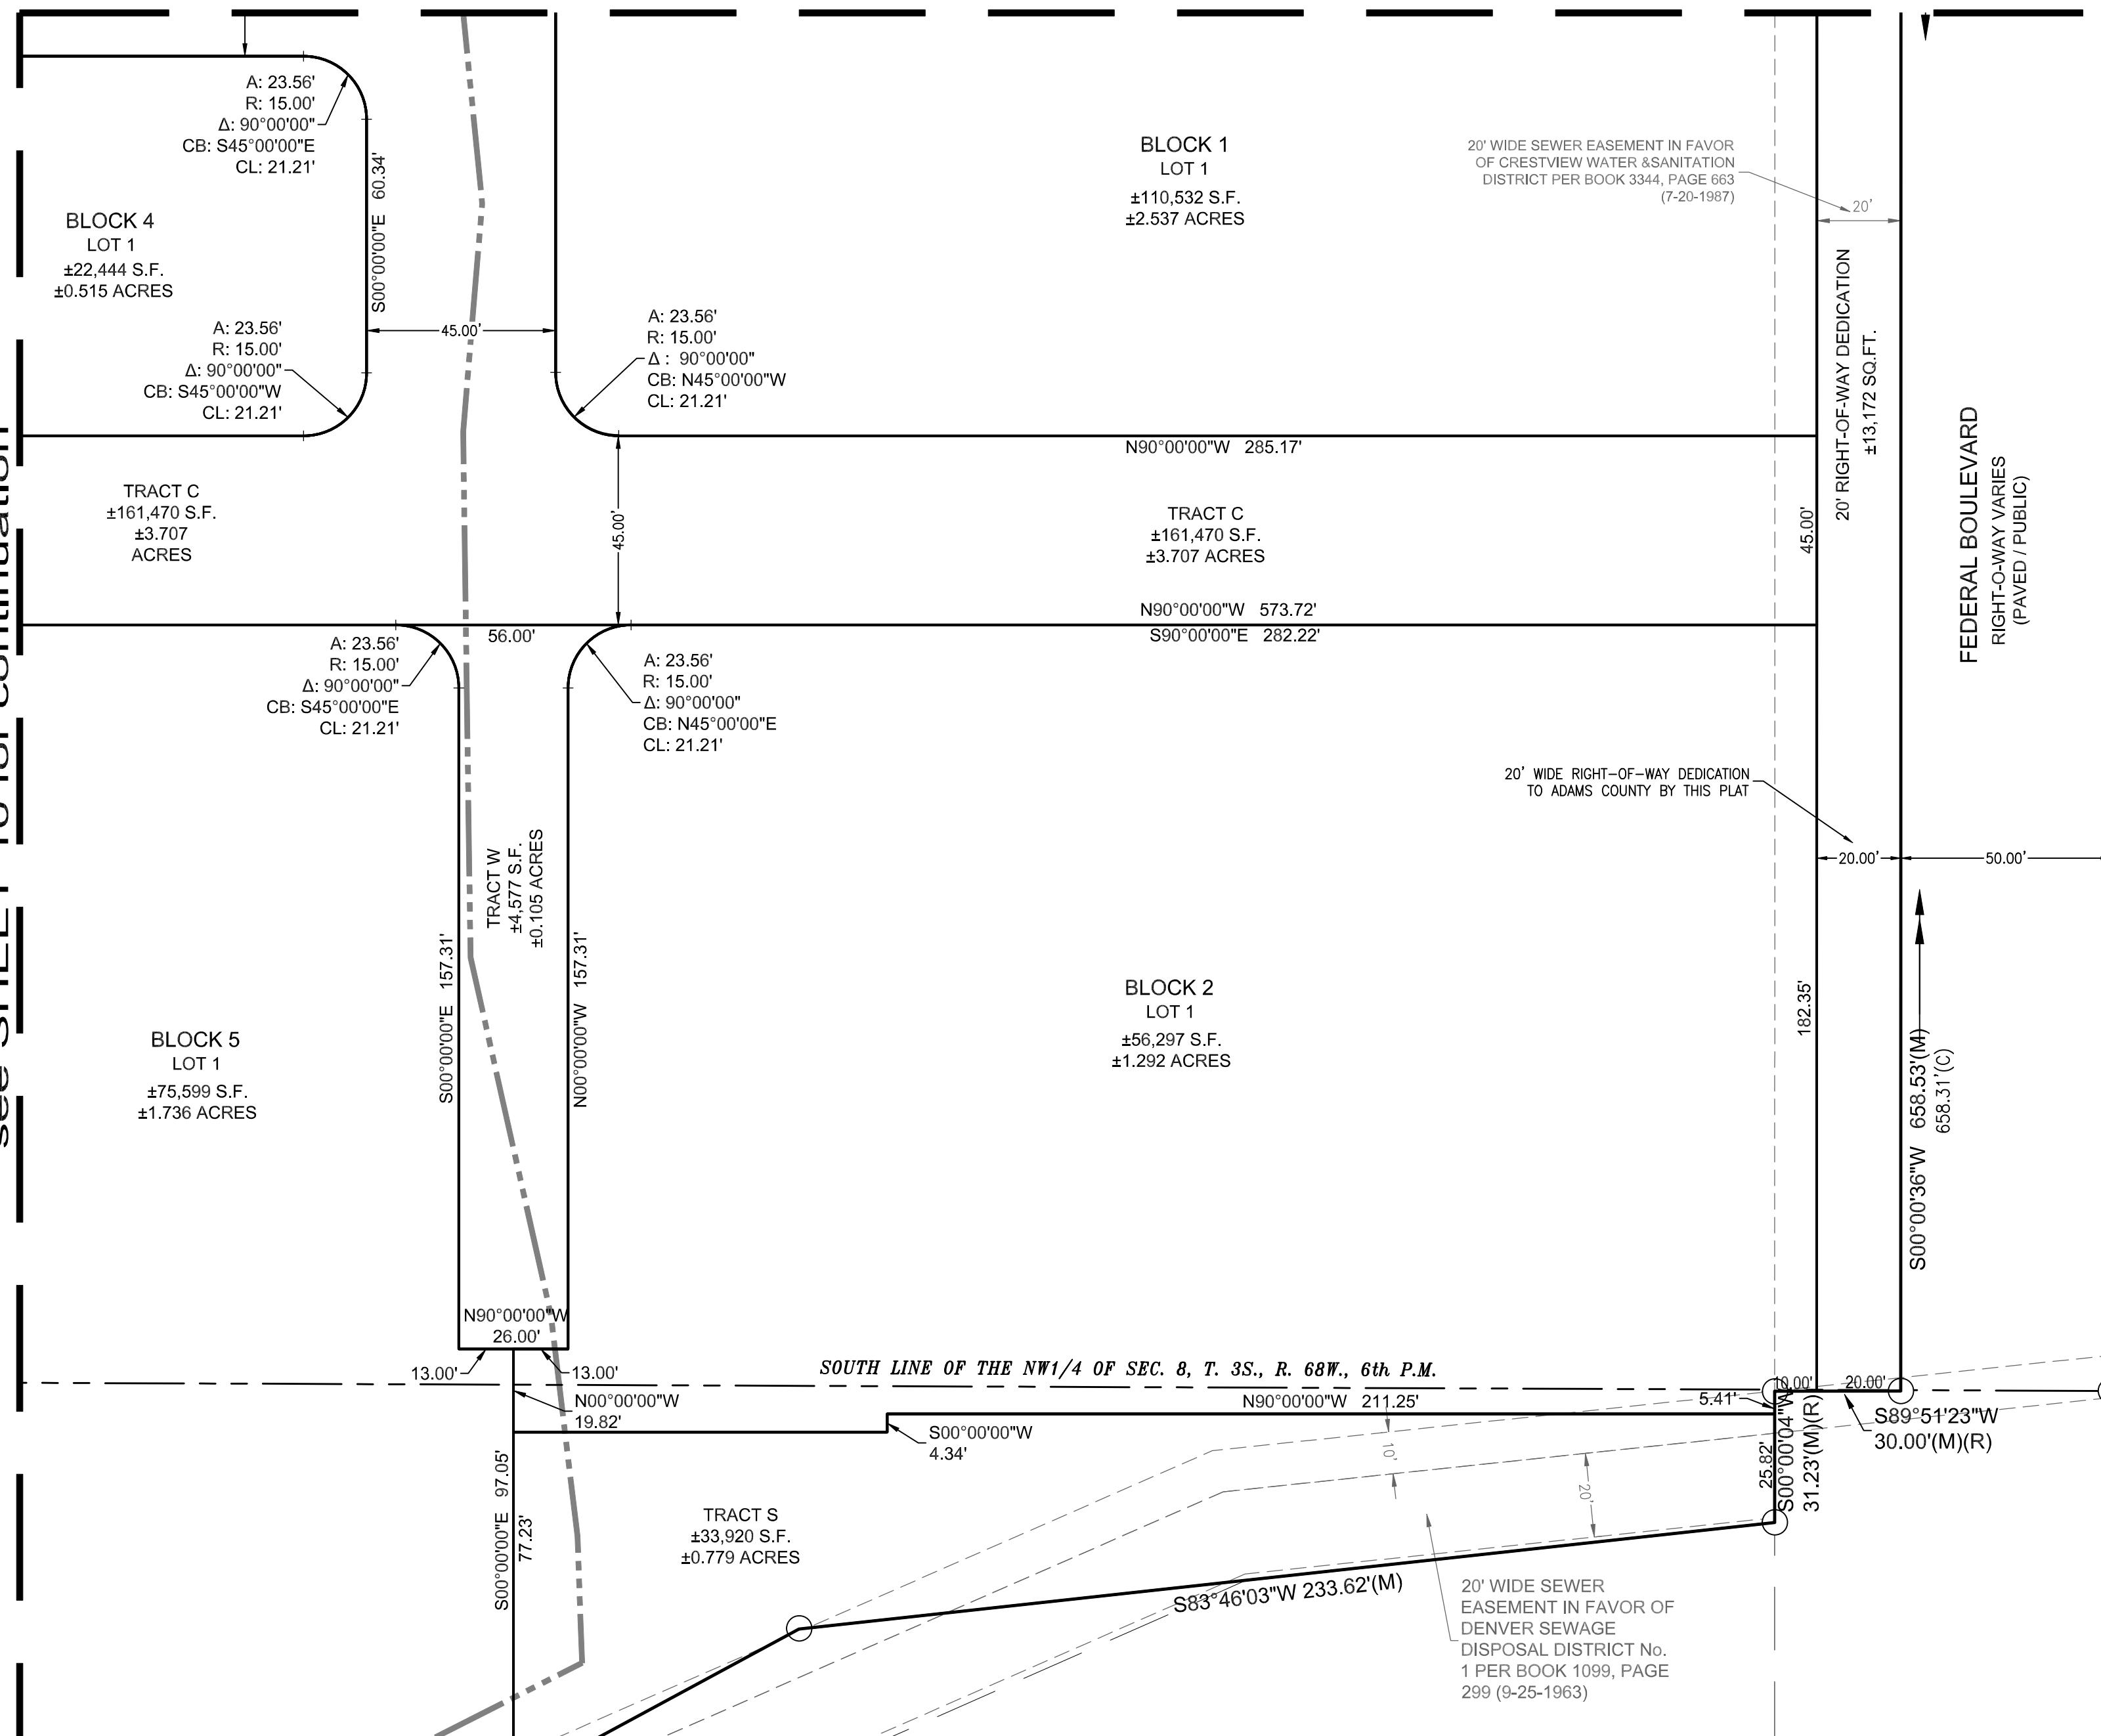 A: 23.56'
R: 15.00'
Δ: 90°00'00"
CB: S45°00'00"E
CL: 21.21'
S00°00'00"E 60.34'
BLOCK 4
LOT 1
±22,444 S.F.
±0.515 ACRES
A: 23.56'
R: 15.00'
Δ: 90°00'00"
CB: S45°00'00"W
CL: 21.21'
45.00'
A: 23.56'
R: 15.00'
Δ : 90°00'00"
CB: N45°00'00"W
CL: 21.21'
BLOCK 1
LOT 1
±110,532 S.F.
±2.537 ACRES
20' WIDE SEWER EASEMENT IN FAVOR
OF CRESTVIEW WATER &SANITATION
DISTRICT PER BOOK 3344, PAGE 663
(7-20-1987)
20'
20' RIGHT-OF-WAY DEDICATION
±13,172 SQ.FT.
FEDERAL BOULEVARD
RIGHT-O-WAY VARIES
(PAVED / PUBLIC)
N90°00'00"W 285.17'
TRACT C
±161,470 S.F.
±3.707
ACRES
45.00'
TRACT C
±161,470 S.F.
±3.707 ACRES
45.00'
N90°00'00"W 573.72'
S90°00'00"E 282.22'
56.00'
A: 23.56'
R: 15.00'
Δ: 90°00'00"
CB: S45°00'00"E
CL: 21.21'
A: 23.56'
R: 15.00'
Δ: 90°00'00"
CB: N45°00'00"E
CL: 21.21'
20' WIDE RIGHT-OF-WAY DEDICATION
TO ADAMS COUNTY BY THIS PLAT
20.00'
50.00'
TRACT W
±4,577 S.F.
±0.105 ACRES
S00°00'00"E 157.31'
N00°00'00"W 157.31'
BLOCK 2
LOT 1
±56,297 S.F.
±1.292 ACRES
182.35'
S00°00'36"W 658.53'(M)
658.31'(C)
BLOCK 5
LOT 1
±75,599 S.F.
±1.736 ACRES
see SHEET for continuation
N90°00'00"W
26.00'
13.00'
13.00'
SOUTH LINE OF THE NW1/4 OF SEC. 8, T. 3S., R. 68W., 6th P.M.
N00°00'00"W
19.82'
N90°00'00"W 211.25'
5.41'
10.00'
20.00'
S89°51'23"W
30.00'(M)(R)
S00°00'00"W
4.34'
S00°00'00"E 97.05'
77.23'
10'
20'
25.82'
S00°00'04"W
31.23'(M)(R)
TRACT S
±33,920 S.F.
±0.779 ACRES
S83°46'03"W 233.62'(M)
20' WIDE SEWER
EASEMENT IN FAVOR OF
DENVER SEWAGE
DISPOSAL DISTRICT No.
1 PER BOOK 1099, PAGE
299 (9-25-1963)